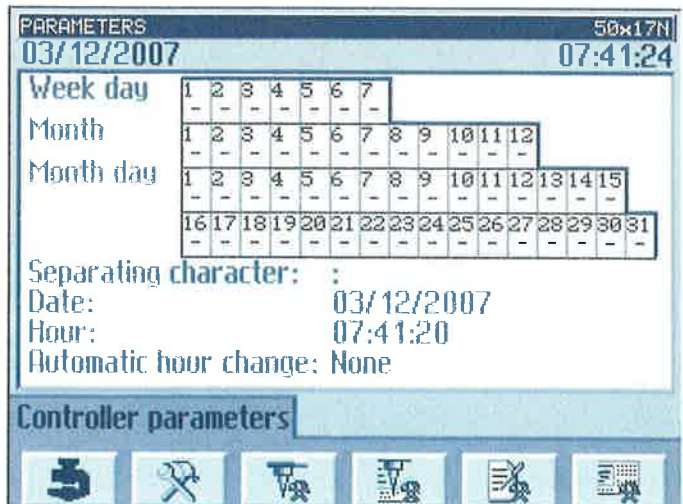 PARAMETERS 50x17N
03/12/2007 07:41:24
Week day 1 2 3 4 5 6 7
- - - - - - -
Month 1 2 3 4 5 6 7 8 9 10 11 12
- - - - - - - - - - - -
Month day 1 2 3 4 5 6 7 8 9 10 11 12 13 14 15
- - - - - - - - - - - - - - -
16 17 18 19 20 21 22 23 24 25 26 27 28 29 30 31
- - - - - - - - - - - - - - - -
Separating character: :
Date: 03/12/2007
Hour: 07:41:20
Automatic hour change: None
Controller parameters